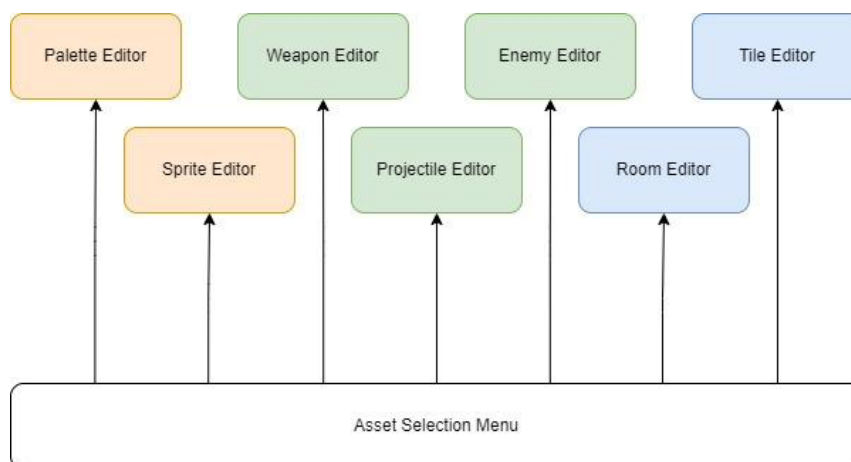 Palette Editor
Weapon Editor
Enemy Editor
Tile Editor
Sprite Editor
Projectile Editor
Room Editor
Asset Selection Menu